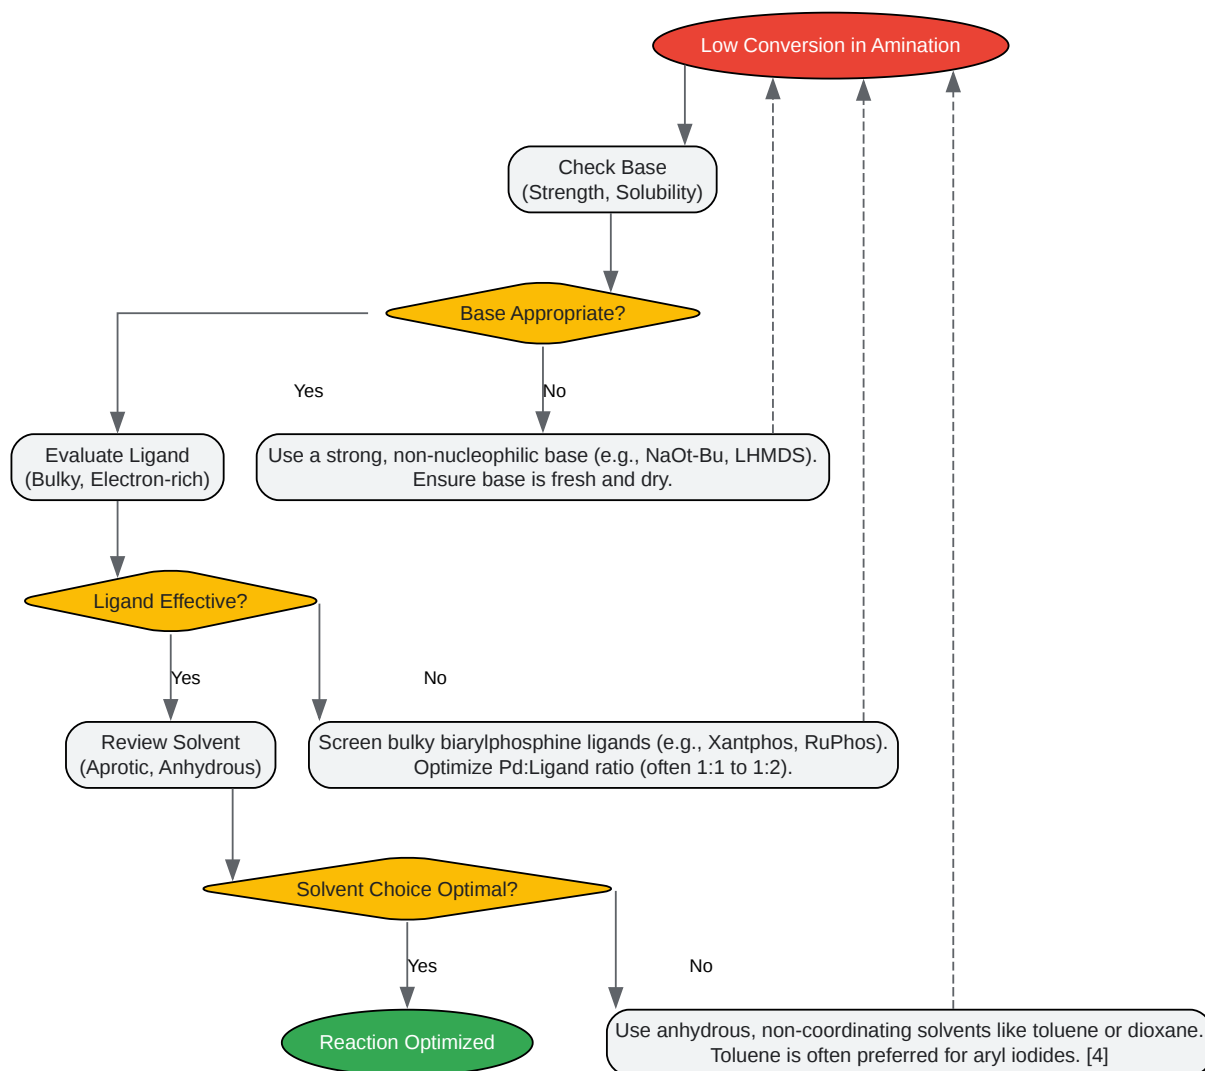 Low Conversion in Amination
Check Base
(Strength, Solubility)
Base Appropriate?
Yes
No
Evaluate Ligand
(Bulky, Electron-rich)
Use a strong, non-nucleophilic base (e.g., NaOt-Bu, LHMDS).
Ensure base is fresh and dry.
Ligand Effective?
Yes
No
Review Solvent
(Aprotic, Anhydrous)
Screen bulky biarylphosphine ligands (e.g., Xantphos, RuPhos).
Optimize Pd:Ligand ratio (often 1:1 to 1:2).
Solvent Choice Optimal?
Yes
No
Reaction Optimized
Use anhydrous, non-coordinating solvents like toluene or dioxane.
Toluene is often preferred for aryl iodides. [4]